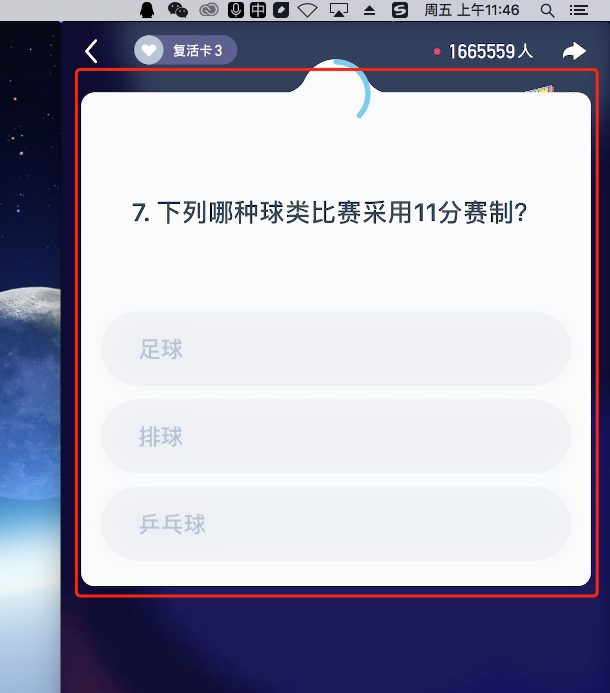 中
周五 上午11:46
复活卡3
1665559人
7. 下列哪种球类比赛采用11分赛制?
足球
排球
乒乓球